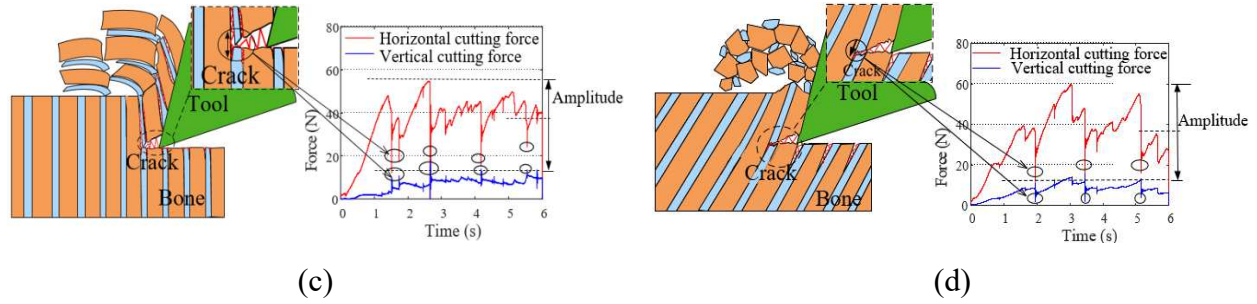 Crack
Tool
Crack
Bone
Horizontal cutting force
Vertical cutting force
Amplitude
Force (N)
80
60
40
20
0
0 1 2 3 4 5 6
Time (s)
(c)
Crack
Tool
Crack
Bone
Horizontal cutting force
Vertical cutting force
Amplitude
Force (N)
80
60
40
20
0
0 1 2 3 4 5 6
Time (s)
(d)